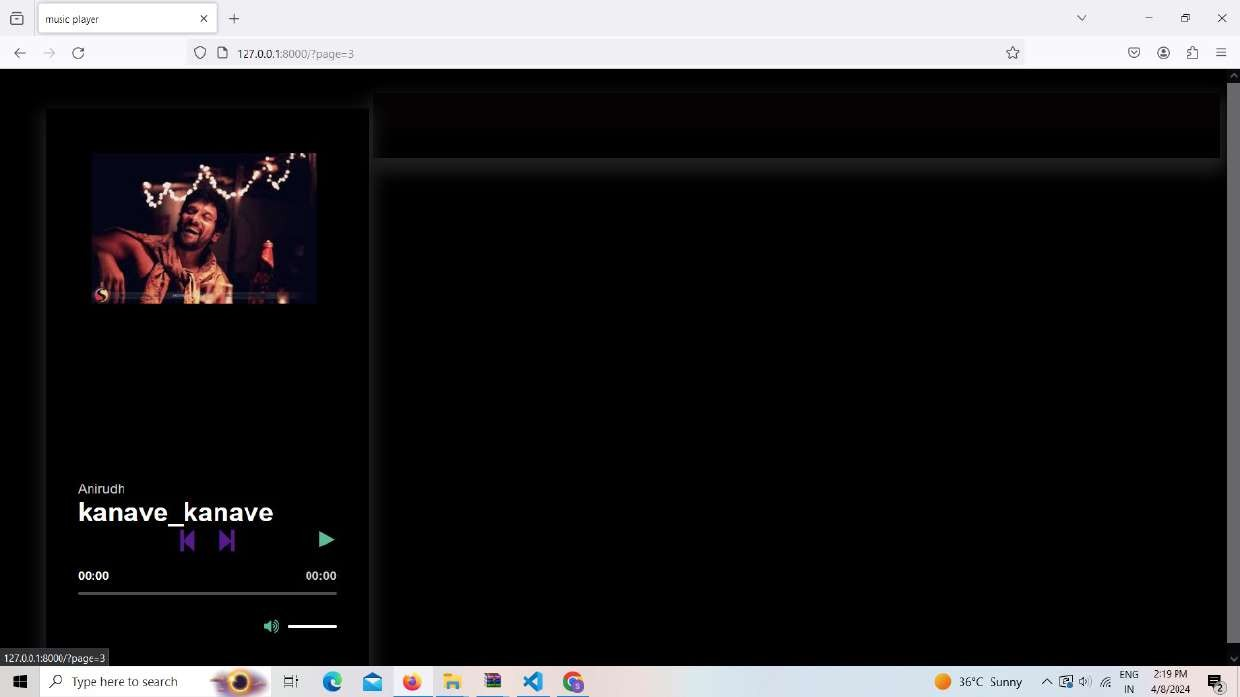 music player
127.0.0.1:8000/?page=3
Anirudh
kanave_kanave
00:00
00:00
127.0.0.1:8000/?page=3
Type here to search
36°C Sunny
ENG
IN
2:19 PM
4/8/2024
2